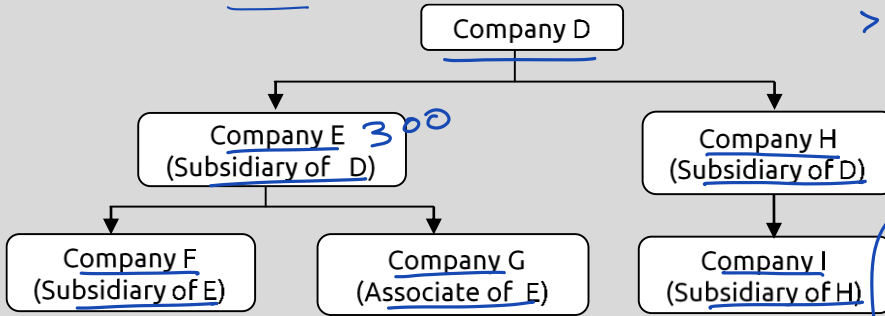 Company D
>
Company E 300
(Subsidiary of D)
Company H
(Subsidiary of D)
Company F
(Subsidiary of E)
Company G
(Associate of E)
Company I
(Subsidiary of H)